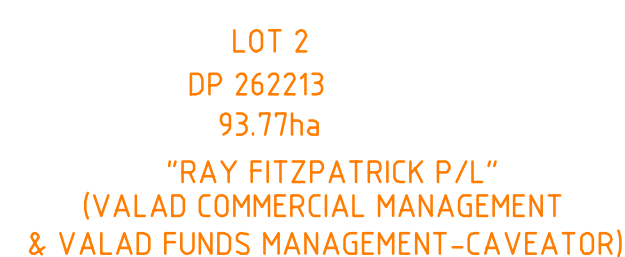 LOT 2
DP 262213
93.77ha
"RAY FITZPATRICK P/L"
(VALAD COMMERCIAL MANAGEMENT
& VALAD FUNDS MANAGEMENT-CAVEATOR)